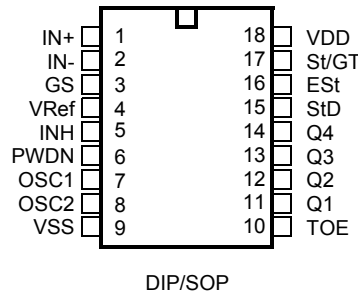 IN+ 1 18 VDD
IN- 2 17 St/GT
GS 3 16 ESt
VRef 4 15 StD
INH 5 14 Q4
PWDN 6 13 Q3
OSC1 7 12 Q2
OSC2 8 11 Q1
VSS 9 10 TOE
DIP/SOP